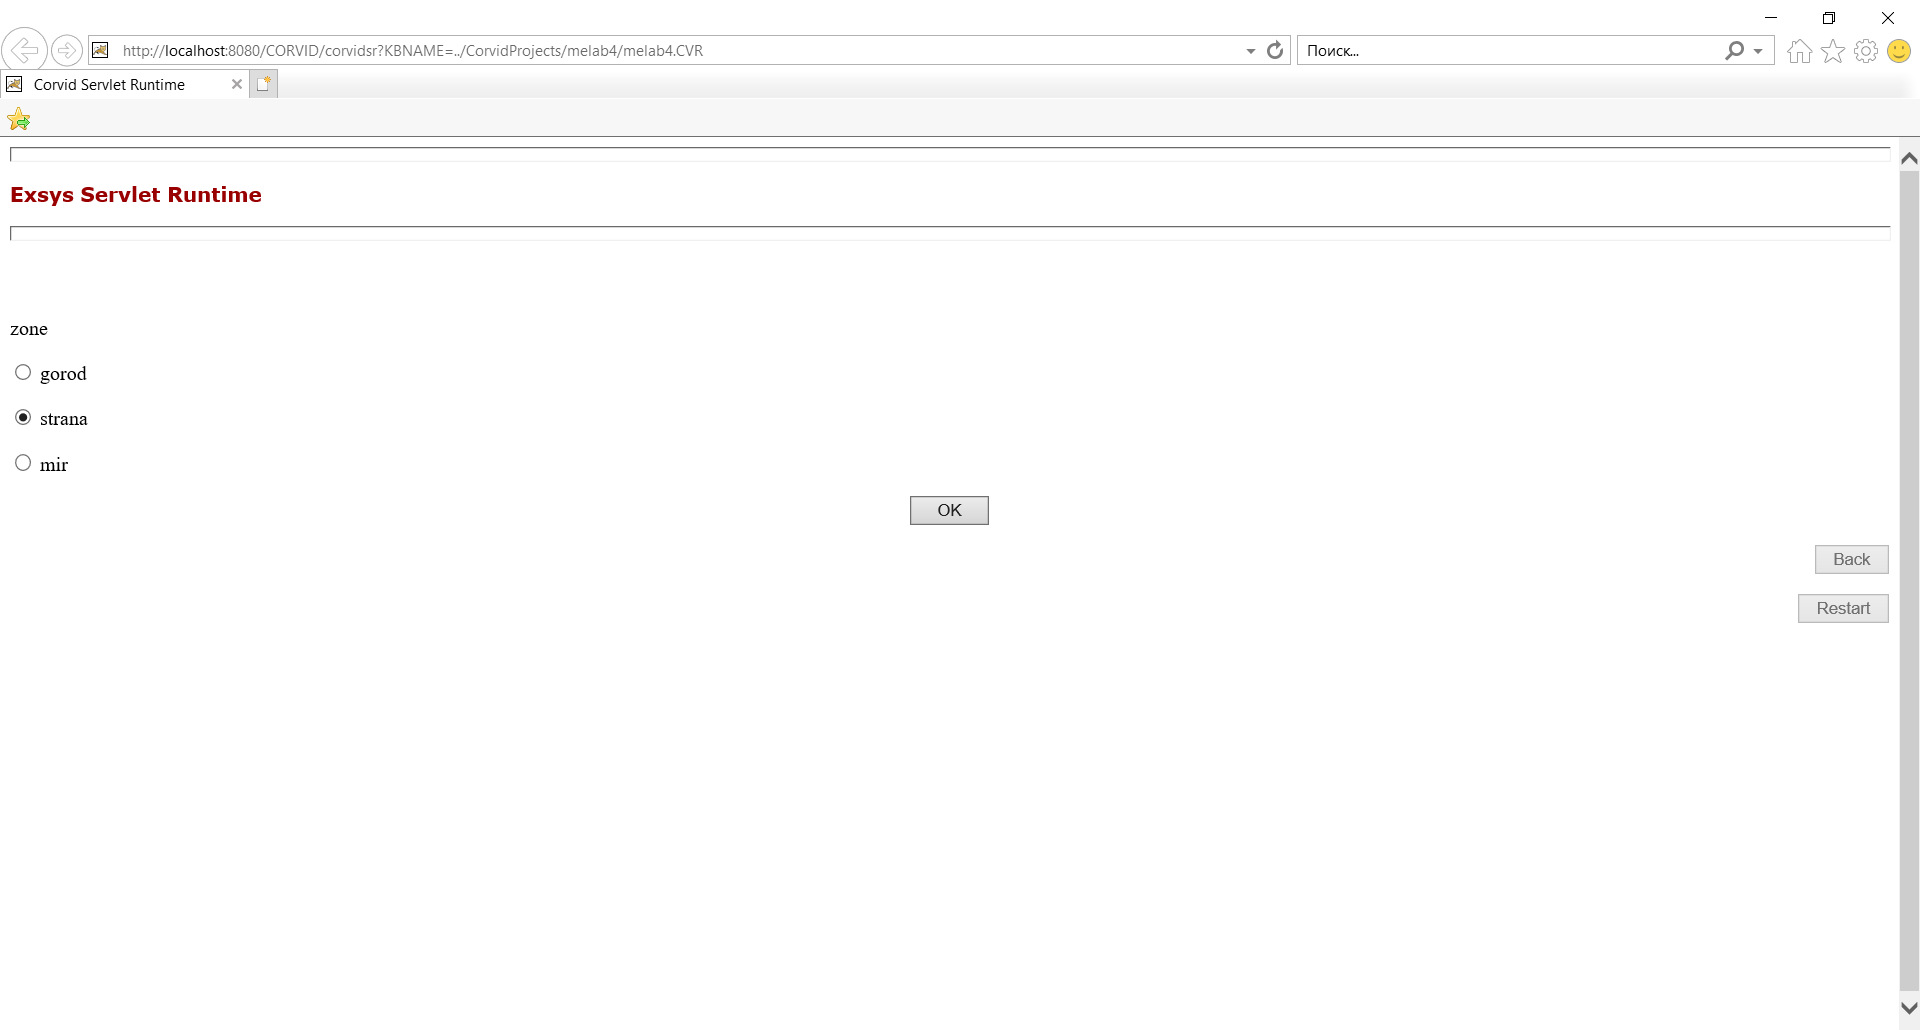 http://localhost:8080/CORVID/corvidsr?KBNAME=../CorvidProjects/melab4/melab4.CVR
Поиск...
Corvid Servlet Runtime
Exsys Servlet Runtime
zone
gorod
strana
mir
OK
Back
Restart